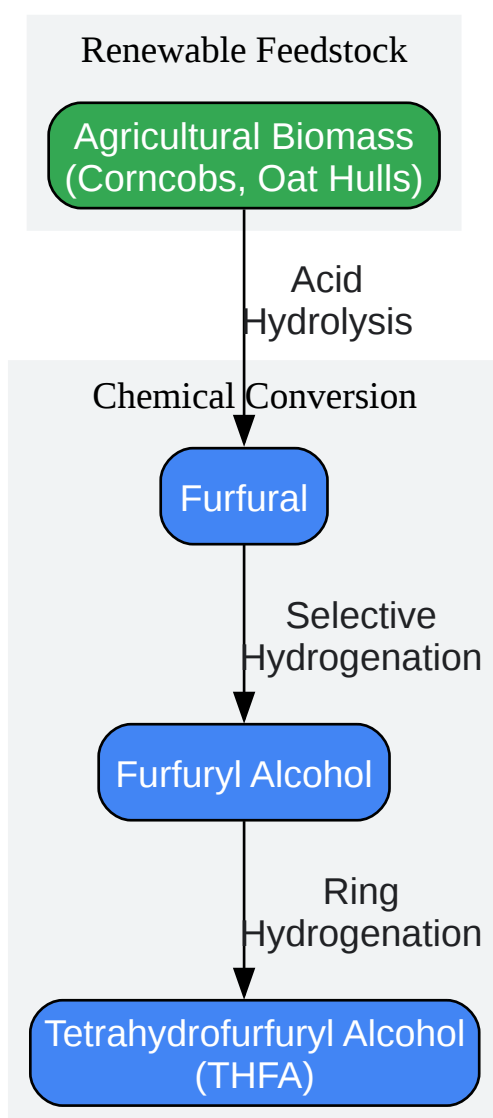 Renewable Feedstock
Agricultural Biomass
(Corncobs, Oat Hulls)
Acid
Hydrolysis
Chemical Conversion
Furfural
Selective
Hydrogenation
Furfuryl Alcohol
Ring
Hydrogenation
Tetrahydrofurfuryl Alcohol
(THFA)